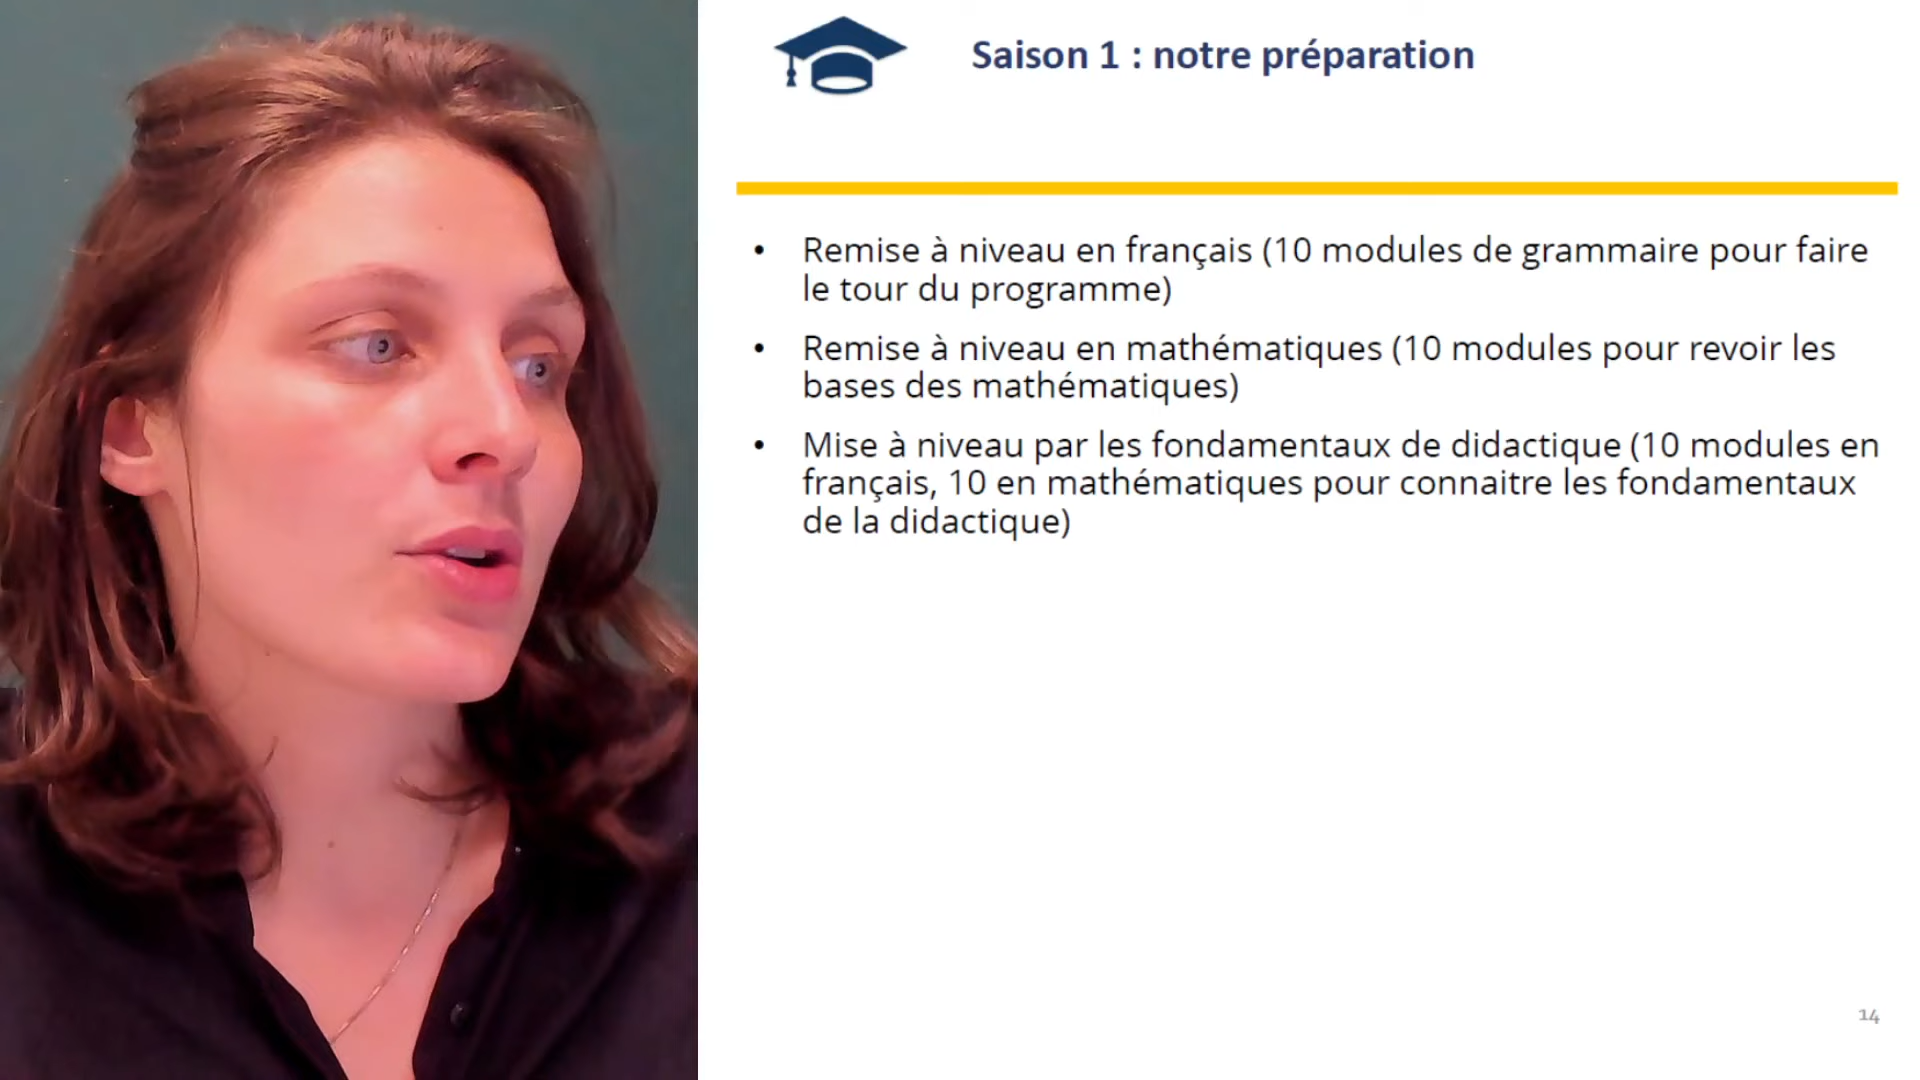 Saison 1 : notre préparation
• Remise à niveau en français (10 modules de grammaire pour faire
le tour du programme)
• Remise à niveau en mathématiques (10 modules pour revoir les
bases des mathématiques)
• Mise à niveau par les fondamentaux de didactique (10 modules en
français, 10 en mathématiques pour connaitre les fondamentaux
de la didactique)
14